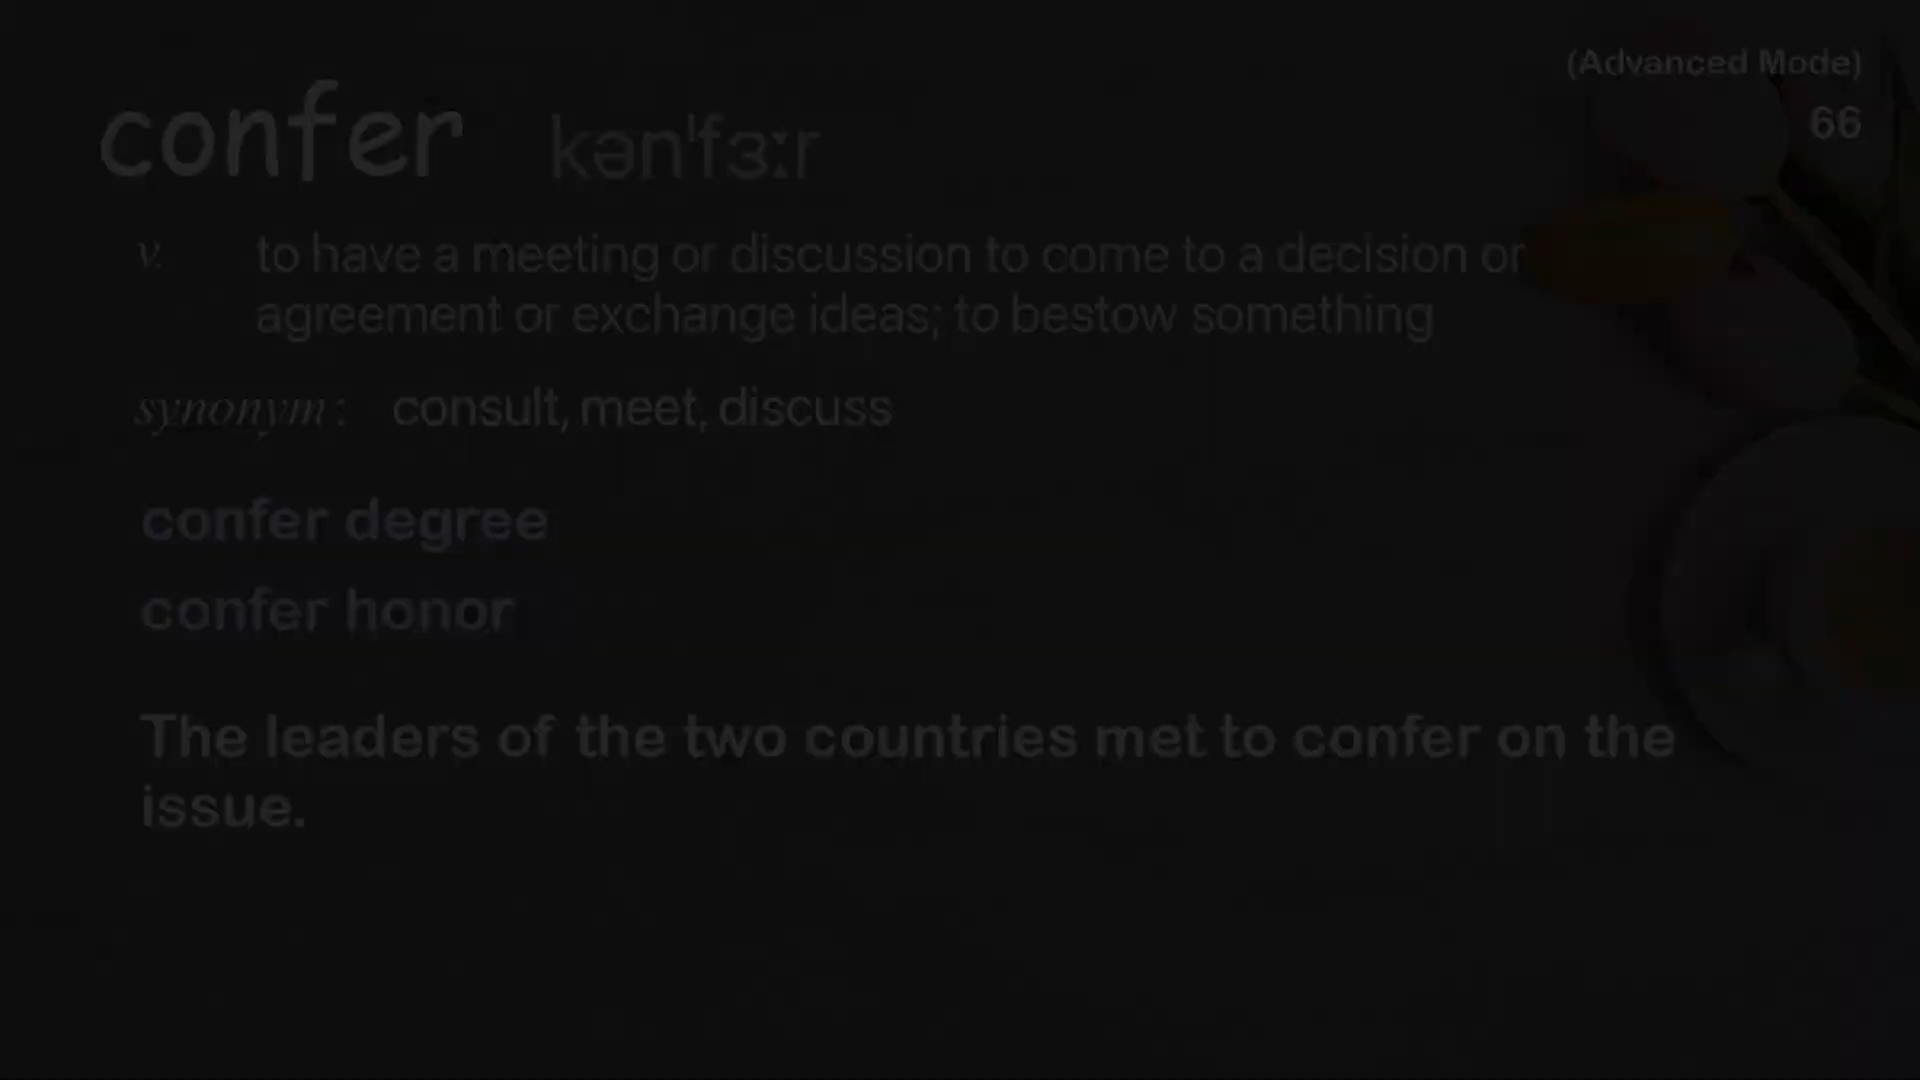 (Advanced Mode)
confer kən'fɜːr
66
v. to have a meeting or discussion to come to a decision or
agreement or exchange ideas; to bestow something
synonym: consult, meet, discuss
confer degree
confer honor
The leaders of the two countries met to confer on the
issue.